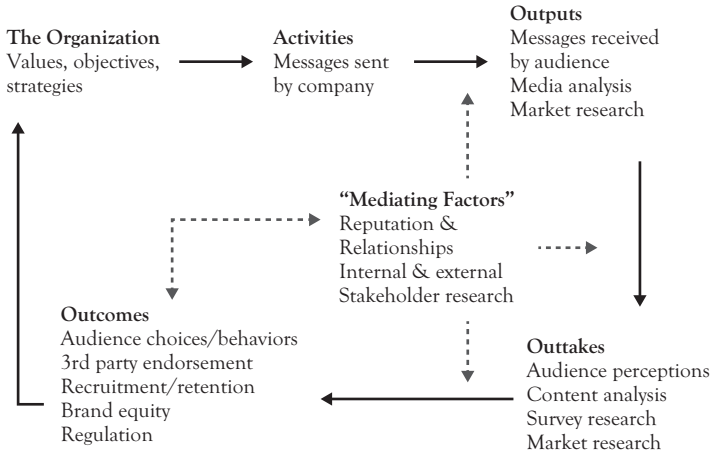 The Organization
Values, objectives,
strategies
Activities
Messages sent
by company
Outputs
Messages received
by audience
Media analysis
Market research
“Mediating Factors”
Reputation &
Relationships
Internal & external
Stakeholder research
Outcomes
Audience choices/behaviors
3rd party endorsement
Recruitment/retention
Brand equity
Regulation
Outtakes
Audience perceptions
Content analysis
Survey research
Market research